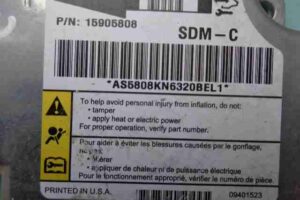 P/N: 15905808
SDM-C
*AS5808KN6320BEL1*
To help avoid personal injury from inflation, do not:
• tamper
• apply heat or electric power
For proper operation, verify part number.
Pour aider à éviter les blessures causées par le gonflage,
• altérer
• appliquer de chaleur ni de puissance électrique
Pour le fonctionnement approprié, vérifier le numéro de pièce.
PRINTED IN U.S.A.
09401523